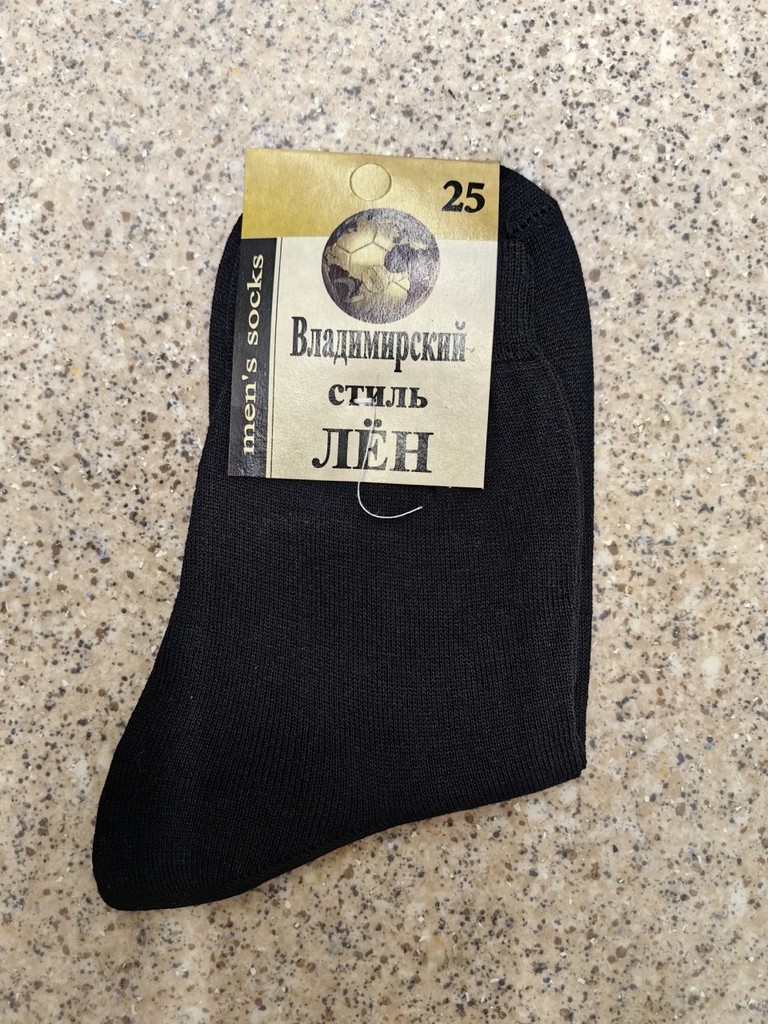 25
men's socks
Владимирский
стиль
ЛЁН